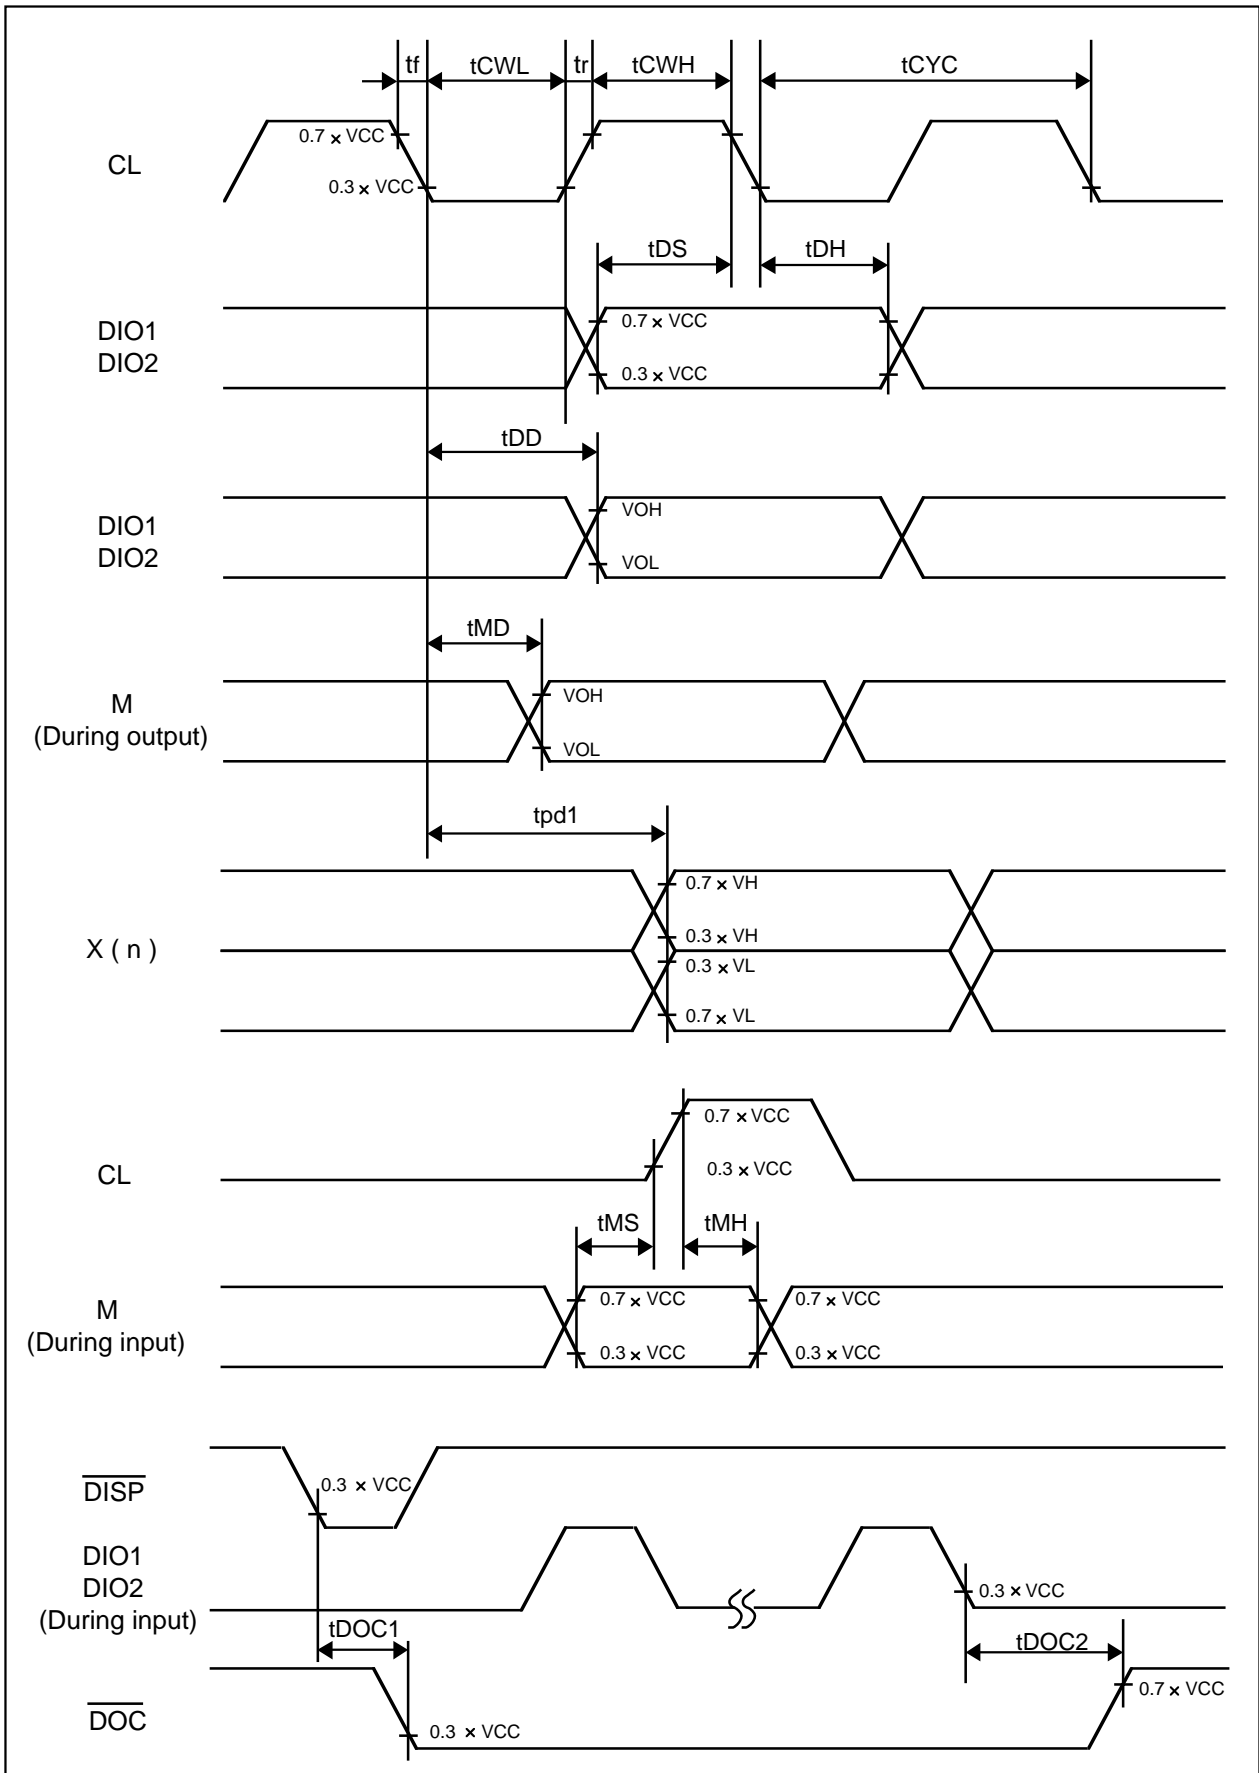 tf tCWL tr tCWH tCYC
0.7 × VCC
CL
0.3 × VCC
tDS tDH
DIO1
DIO2
0.7 × VCC
0.3 × VCC
tDD
DIO1
DIO2
VOH
VOL
tMD
M
(During output)
VOH
VOL
tpd1
X ( n )
0.7 × VH
0.3 × VH
0.3 × VL
0.7 × VL
CL
0.7 × VCC
0.3 × VCC
tMS tMH
M
(During input)
0.7 × VCC 0.7 × VCC
0.3 × VCC 0.3 × VCC
DISP
0.3 × VCC
DIO1
DIO2
(During input)
0.3 × VCC
tDOC1 tDOC2
DOC
0.7 × VCC
0.3 × VCC